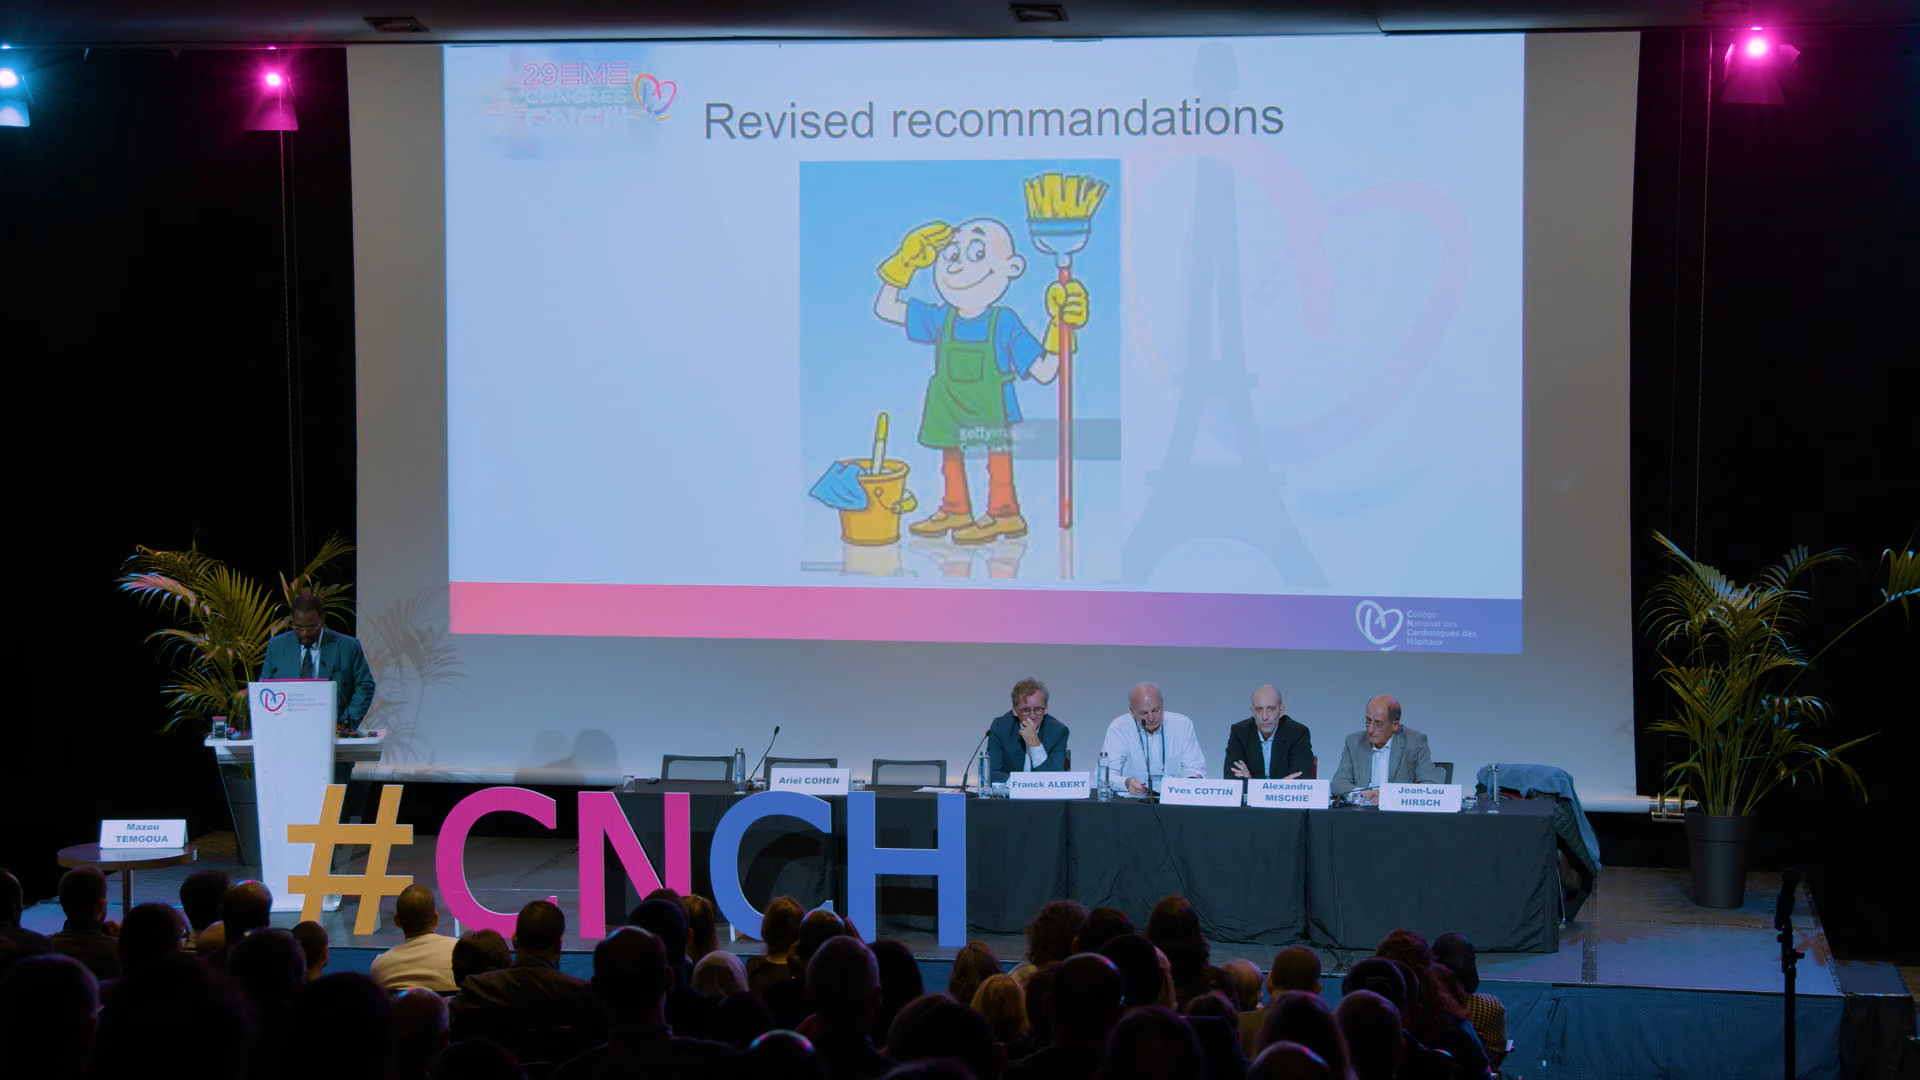 29EME
CONGRES
CNCH
Revised recommandations
gettyimages
Collège
National des
Cardiologues des
Hôpitaux
Ariel COHEN
Franck ALBERT
Yves COTTIN
Alexandru
MISCHIE
Jean-Lou
HIRSCH
Mazou
TEMGOUA
#CNCH